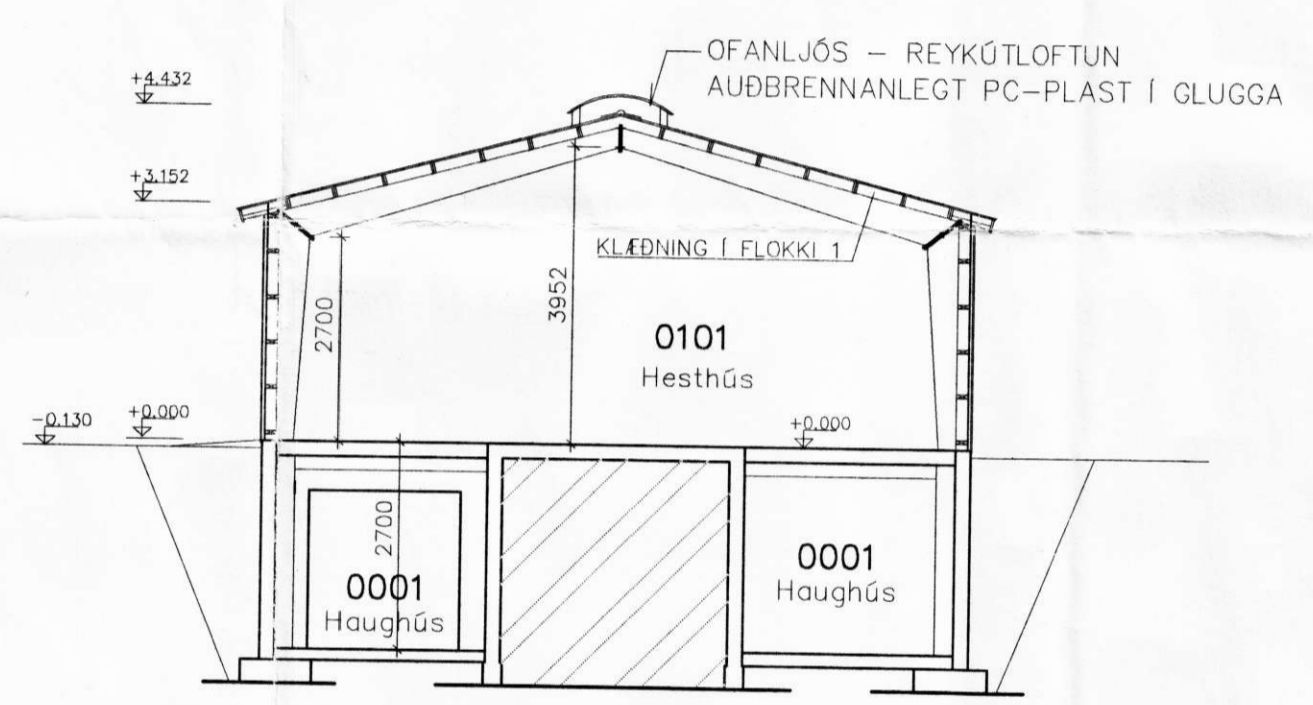 OFANLJÓS – REYKÚTLOFTUN
AUÐBRENNANLEGT PC–PLAST Í GLUGGA
+4.432
+3.152
KLÆÐNING Í FLOKKI 1
2700
3952
0101
Hesthús
-0.130
+0.000
+0.000
2700
0001
Haughús
0001
Haughús